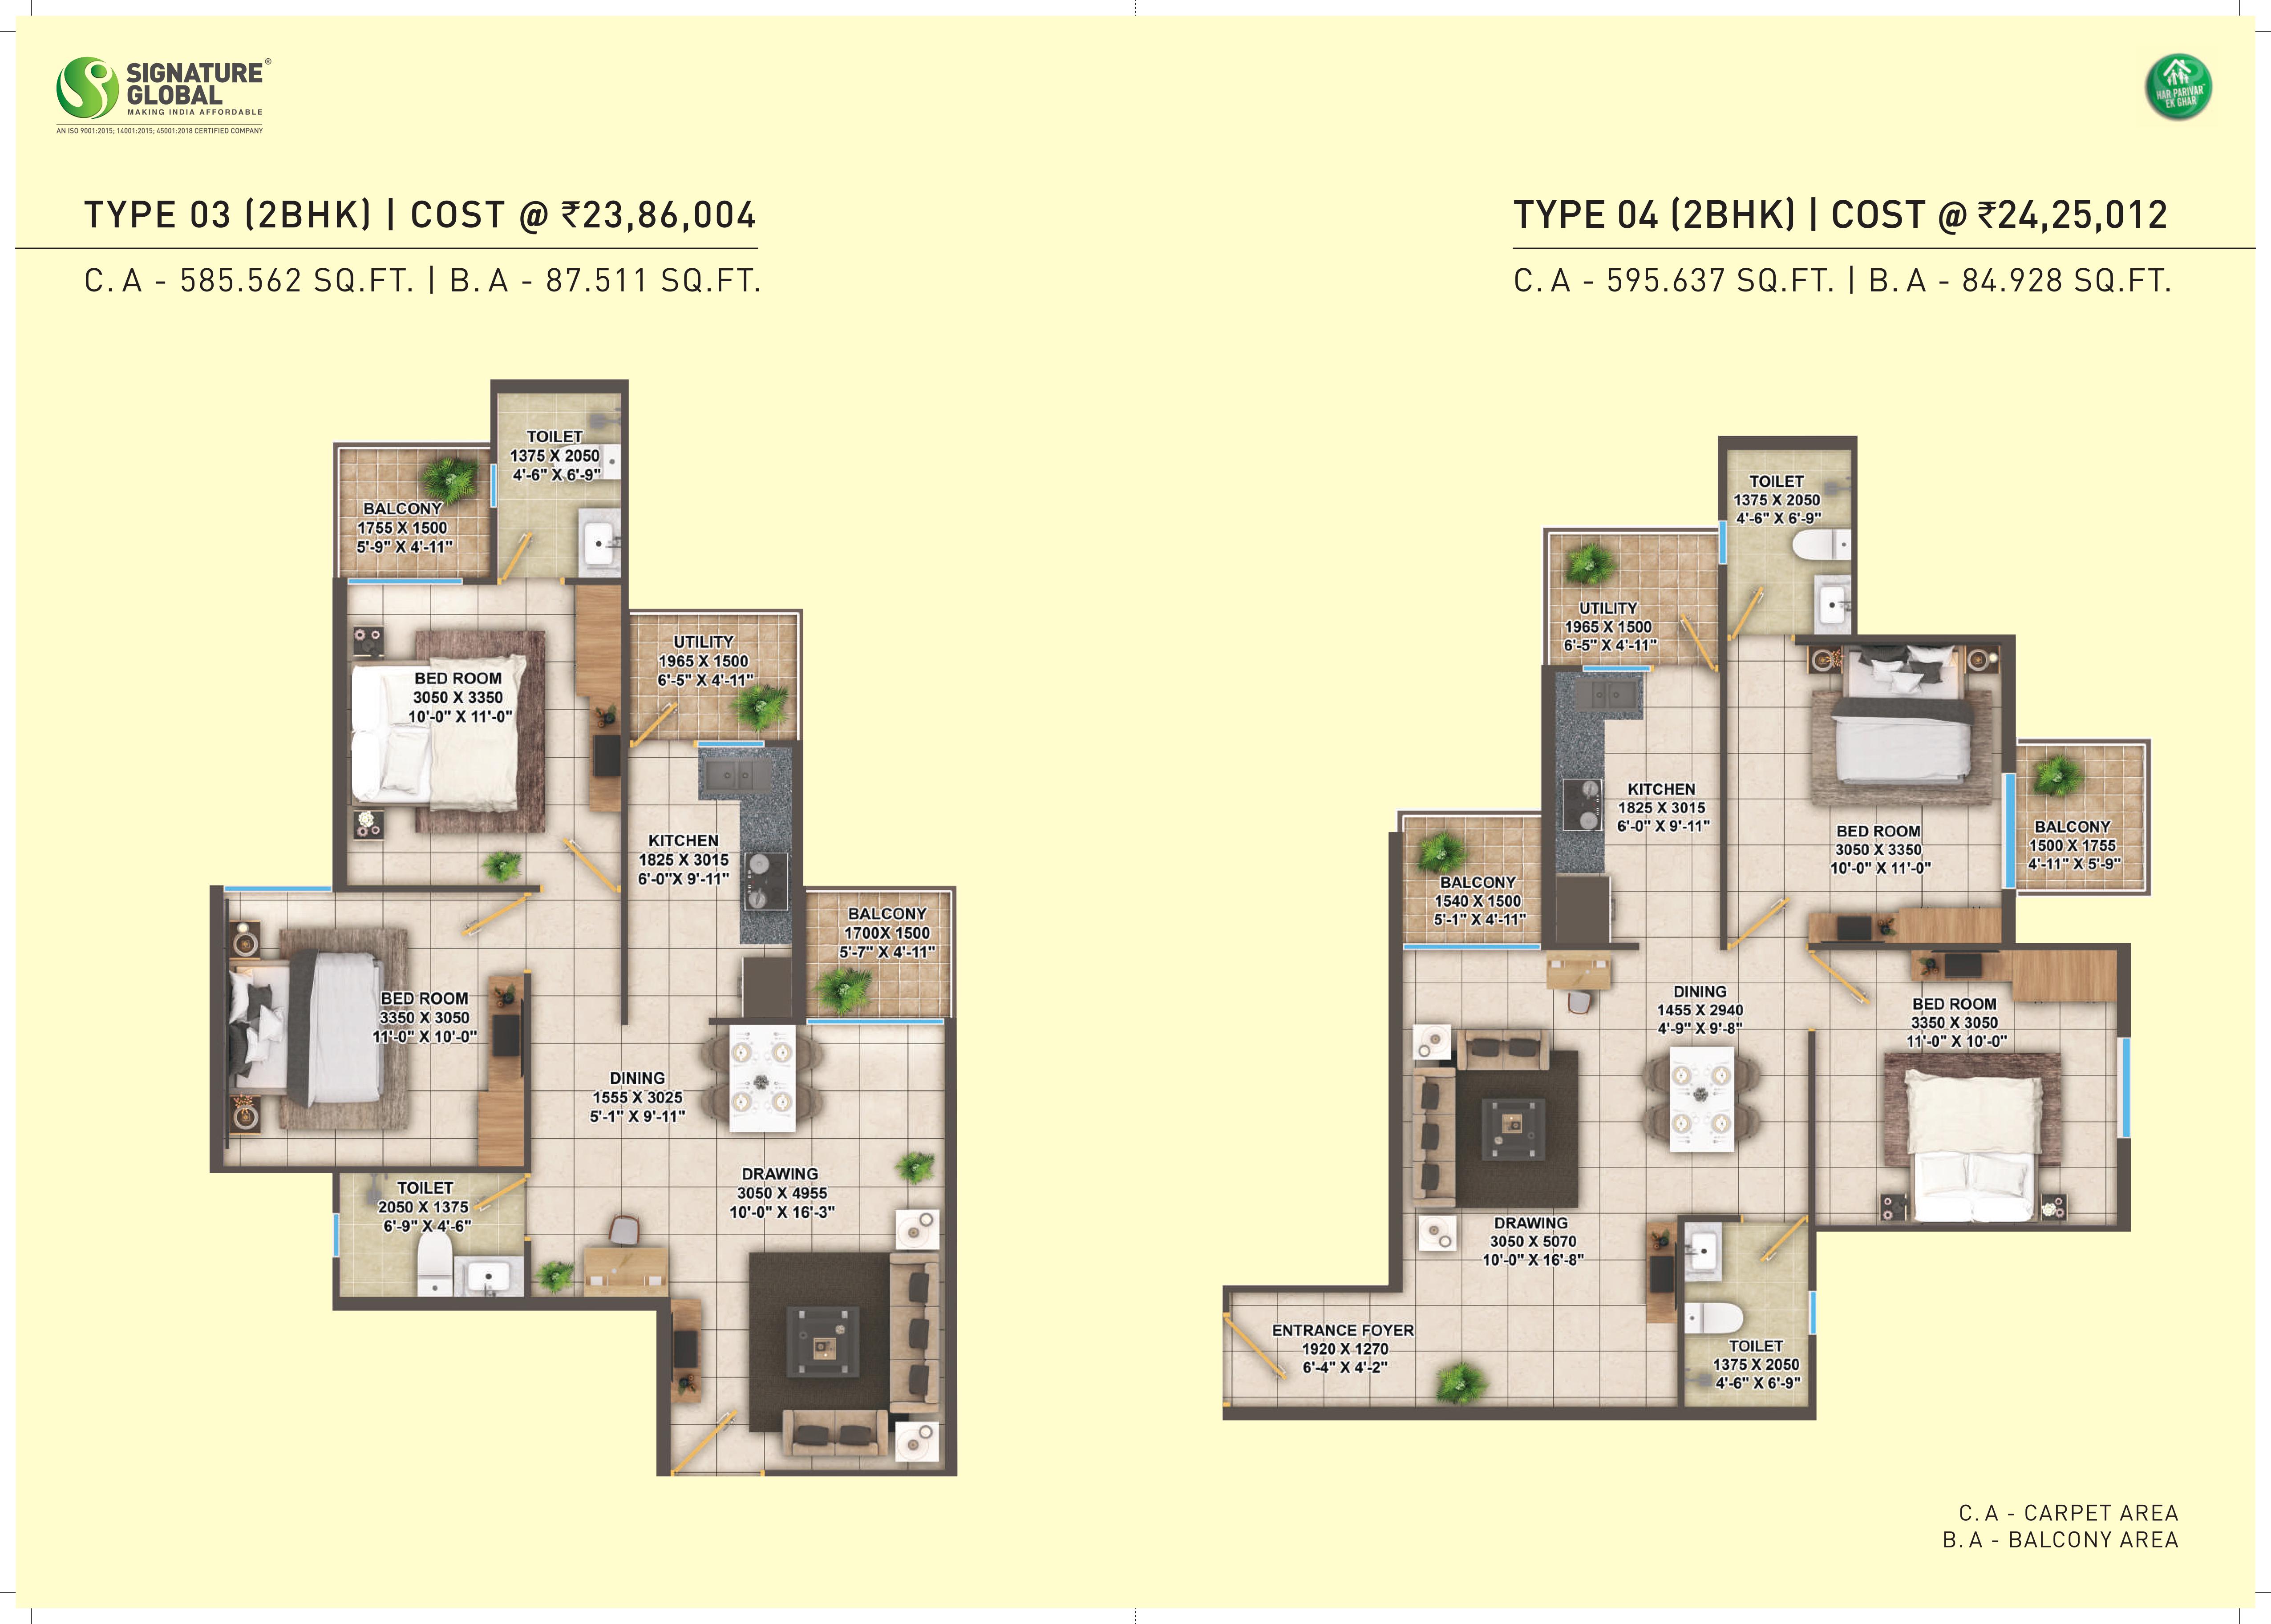 SIGNATURE®
GLOBAL
MAKING INDIA AFFORDABLE
AN ISO 9001:2015; 14001:2015; 45001:2018 CERTIFIED COMPANY
HAR PARIVAR
EK GHAR
TYPE 03 (2BHK) | COST @ ₹23,86,004
C. A - 585.562 SQ.FT. | B. A - 87.511 SQ.FT.
TOILET
1375 X 2050
4'-6" X 6'-9"
BALCONY
1755 X 1500
5'-9" X 4'-11"
BED ROOM
3050 X 3350
10'-0" X 11'-0"
UTILITY
1965 X 1500
6'-5" X 4'-11"
KITCHEN
1825 X 3015
6'-0"X 9'-11"
BALCONY
1700X 1500
5'-7" X 4'-11"
BED ROOM
3350 X 3050
11'-0" X 10'-0"
DINING
1555 X 3025
5'-1" X 9'-11"
DRAWING
3050 X 4955
10'-0" X 16'-3"
TOILET
2050 X 1375
6'-9" X 4'-6"
TYPE 04 (2BHK) | COST @ ₹24,25,012
C. A - 595.637 SQ.FT. | B. A - 84.928 SQ.FT.
TOILET
1375 X 2050
4'-6" X 6'-9"
UTILITY
1965 X 1500
6'-5" X 4'-11"
KITCHEN
1825 X 3015
6'-0" X 9'-11"
BED ROOM
3050 X 3350
10'-0" X 11'-0"
BALCONY
1500 X 1755
4'-11" X 5'-9"
BALCONY
1540 X 1500
5'-1" X 4'-11"
DINING
1455 X 2940
4'-9" X 9'-8"
BED ROOM
3350 X 3050
11'-0" X 10'-0"
DRAWING
3050 X 5070
10'-0" X 16'-8"
ENTRANCE FOYER
1920 X 1270
6'-4" X 4'-2"
TOILET
1375 X 2050
4'-6" X 6'-9"
C. A - CARPET AREA
B. A - BALCONY AREA